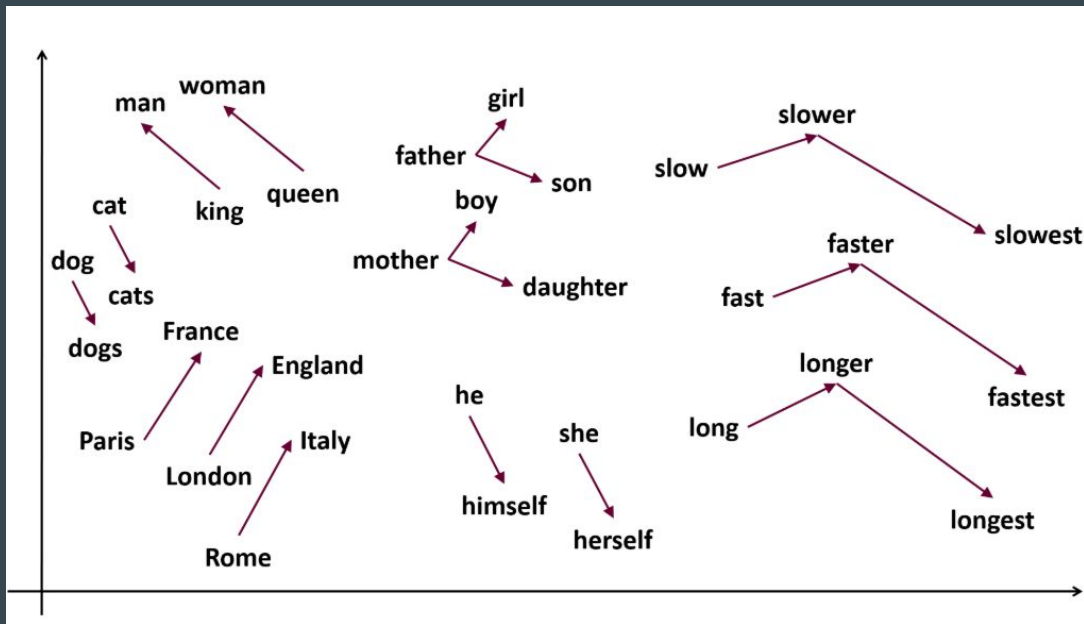 man
woman
king
queen
cat
cats
dog
dogs
France
Paris
England
London
Italy
Rome
father
girl
son
mother
boy
daughter
he
himself
she
herself
slow
slower
slowest
fast
faster
fastest
long
longer
longest